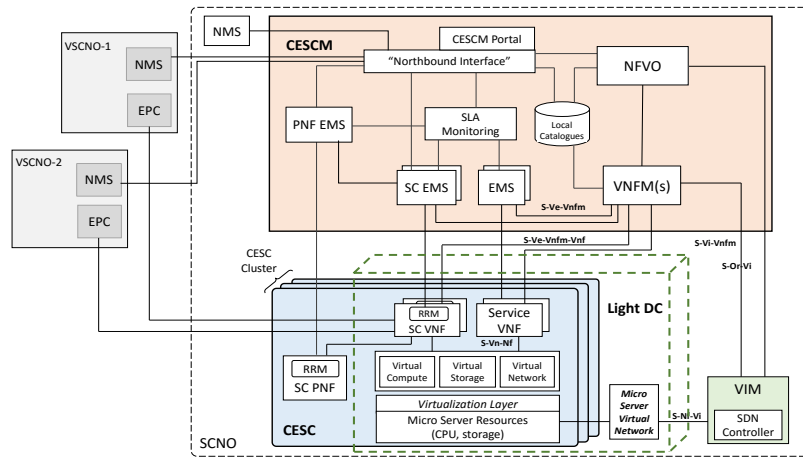 VSCNO-1
NMS
EPC
VSCNO-2
NMS
EPC
NMS
CESCM
CESCM Portal
“Northbound Interface”
NFVO
PNF EMS
SLA
Monitoring
Local
Catalogues
SC EMS
EMS
VNFM(s)
S-Ve-Vnfm
S-Ve-Vnfm-Vnf
S-Vi-Vnfm
S-Or-Vi
CESC
Cluster
Light DC
RRM
SC VNF
Service
VNF
S-Vn-Nf
RRM
SC PNF
Virtual
Compute
Virtual
Storage
Virtual
Network
Virtualization Layer
Micro Server Resources
(CPU, storage)
CESC
Micro
Server
Virtual
Network
S-Nf-Vi
VIM
SDN
Controller
SCNO